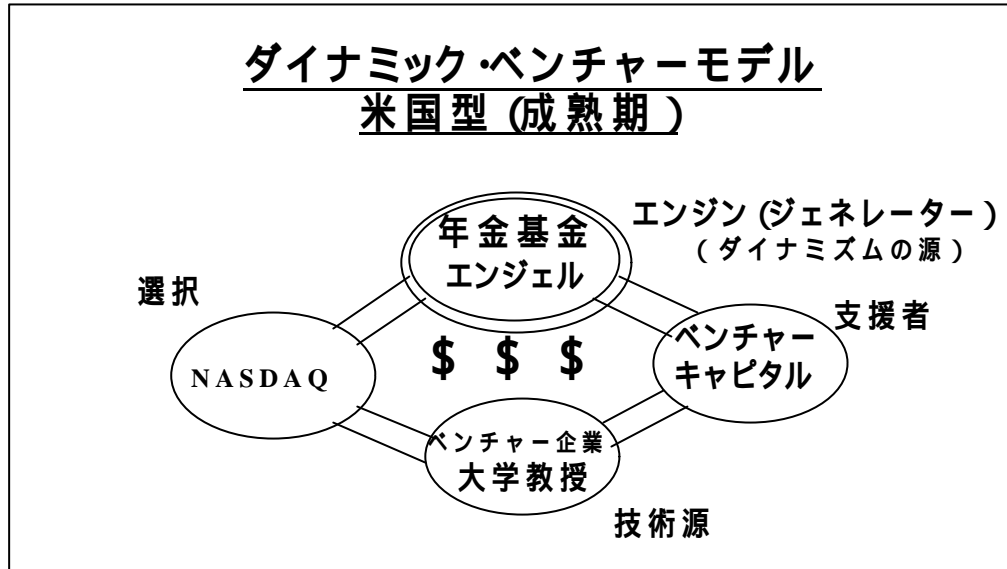 ダイナミック・ベンチャーモデル
米国型(成熟期)
年金基金
エンジェル
エンジン(ジェネレーター)
(ダイナミズムの源)
選択
支援者
NASDAQ
$ $ $
ベンチャー
キャピタル
ベンチャー企業
大学教授
技術源